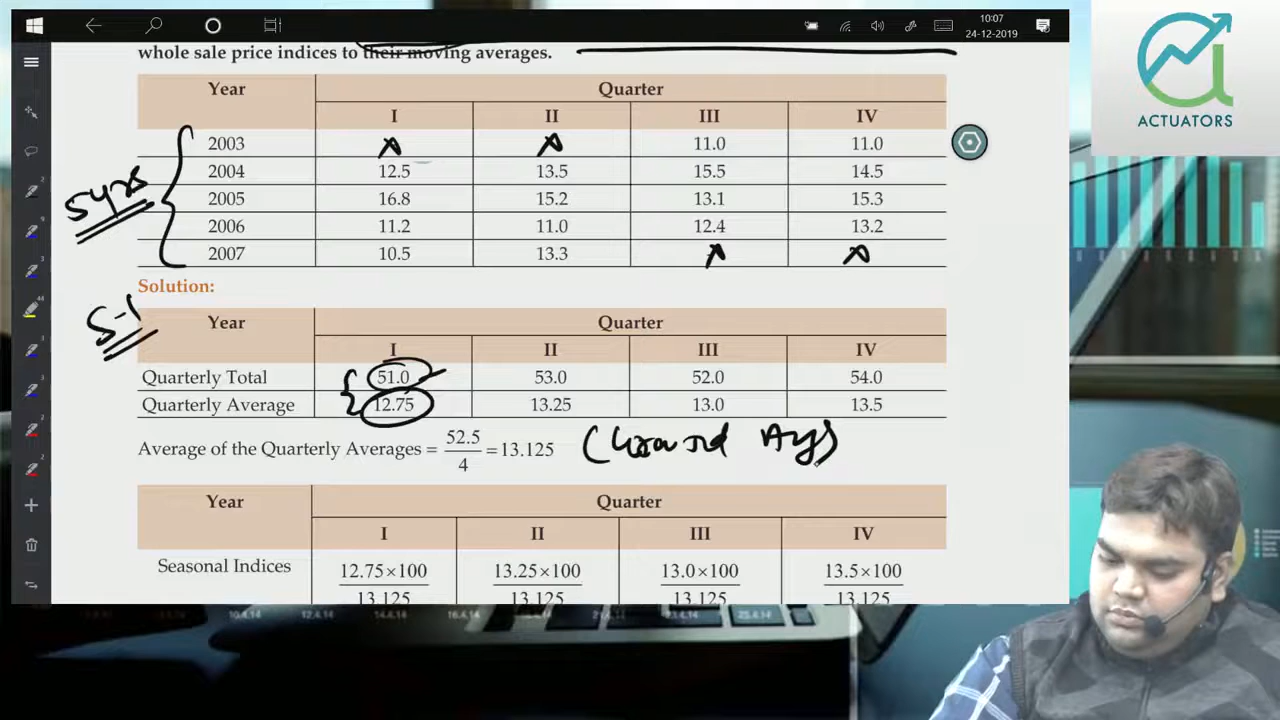 10:07
24-12-2019
ACTUATORS
whole sale price indices to their moving averages.
Year Quarter
I II III IV
2003 11.0 11.0
2004 12.5 13.5 15.5 14.5
2005 16.8 15.2 13.1 15.3
2006 11.2 11.0 12.4 13.2
2007 10.5 13.3
5 yrs
Solution:
S-1
Year Quarter
I II III IV
Quarterly Total 51.0 53.0 52.0 54.0
Quarterly Average 12.75 13.25 13.0 13.5
Average of the Quarterly Averages = 52.5/4 = 13.125 (Grand Avg)
Year Quarter
I II III IV
Seasonal Indices 12.75×100 13.25×100 13.0×100 13.5×100
13.125 13.125 13.125 13.125